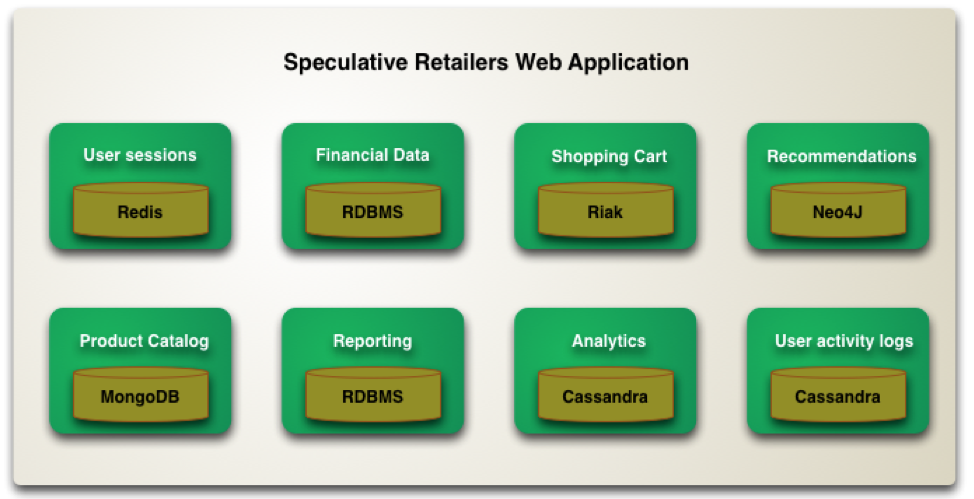 Speculative Retailers Web Application
User sessions
Redis
Financial Data
RDBMS
Shopping Cart
Riak
Recommendations
Neo4J
Product Catalog
MongoDB
Reporting
RDBMS
Analytics
Cassandra
User activity logs
Cassandra